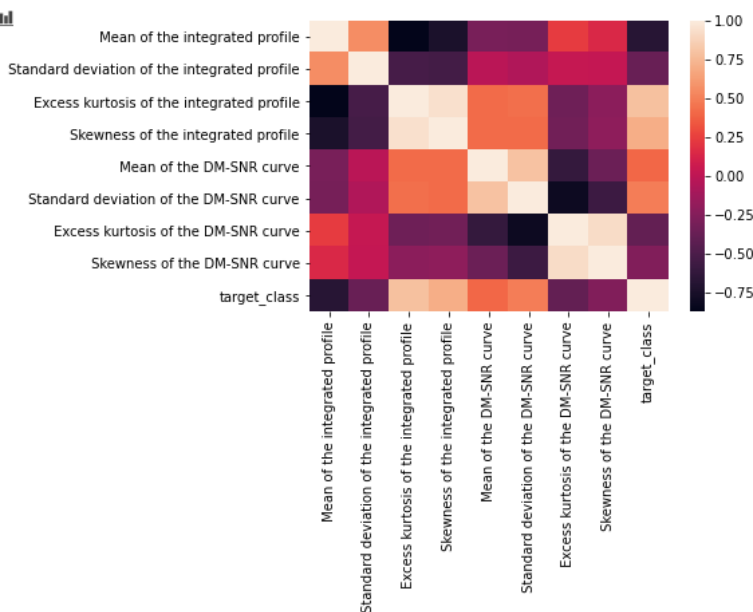 Mean of the integrated profile
Standard deviation of the integrated profile
Excess kurtosis of the integrated profile
Skewness of the integrated profile
Mean of the DM-SNR curve
Standard deviation of the DM-SNR curve
Excess kurtosis of the DM-SNR curve
Skewness of the DM-SNR curve
target_class
Mean of the integrated profile
Standard deviation of the integrated profile
Excess kurtosis of the integrated profile
Skewness of the integrated profile
Mean of the DM-SNR curve
Standard deviation of the DM-SNR curve
Excess kurtosis of the DM-SNR curve
Skewness of the DM-SNR curve
target_class
1.00
0.75
0.50
0.25
0.00
−0.25
−0.50
−0.75